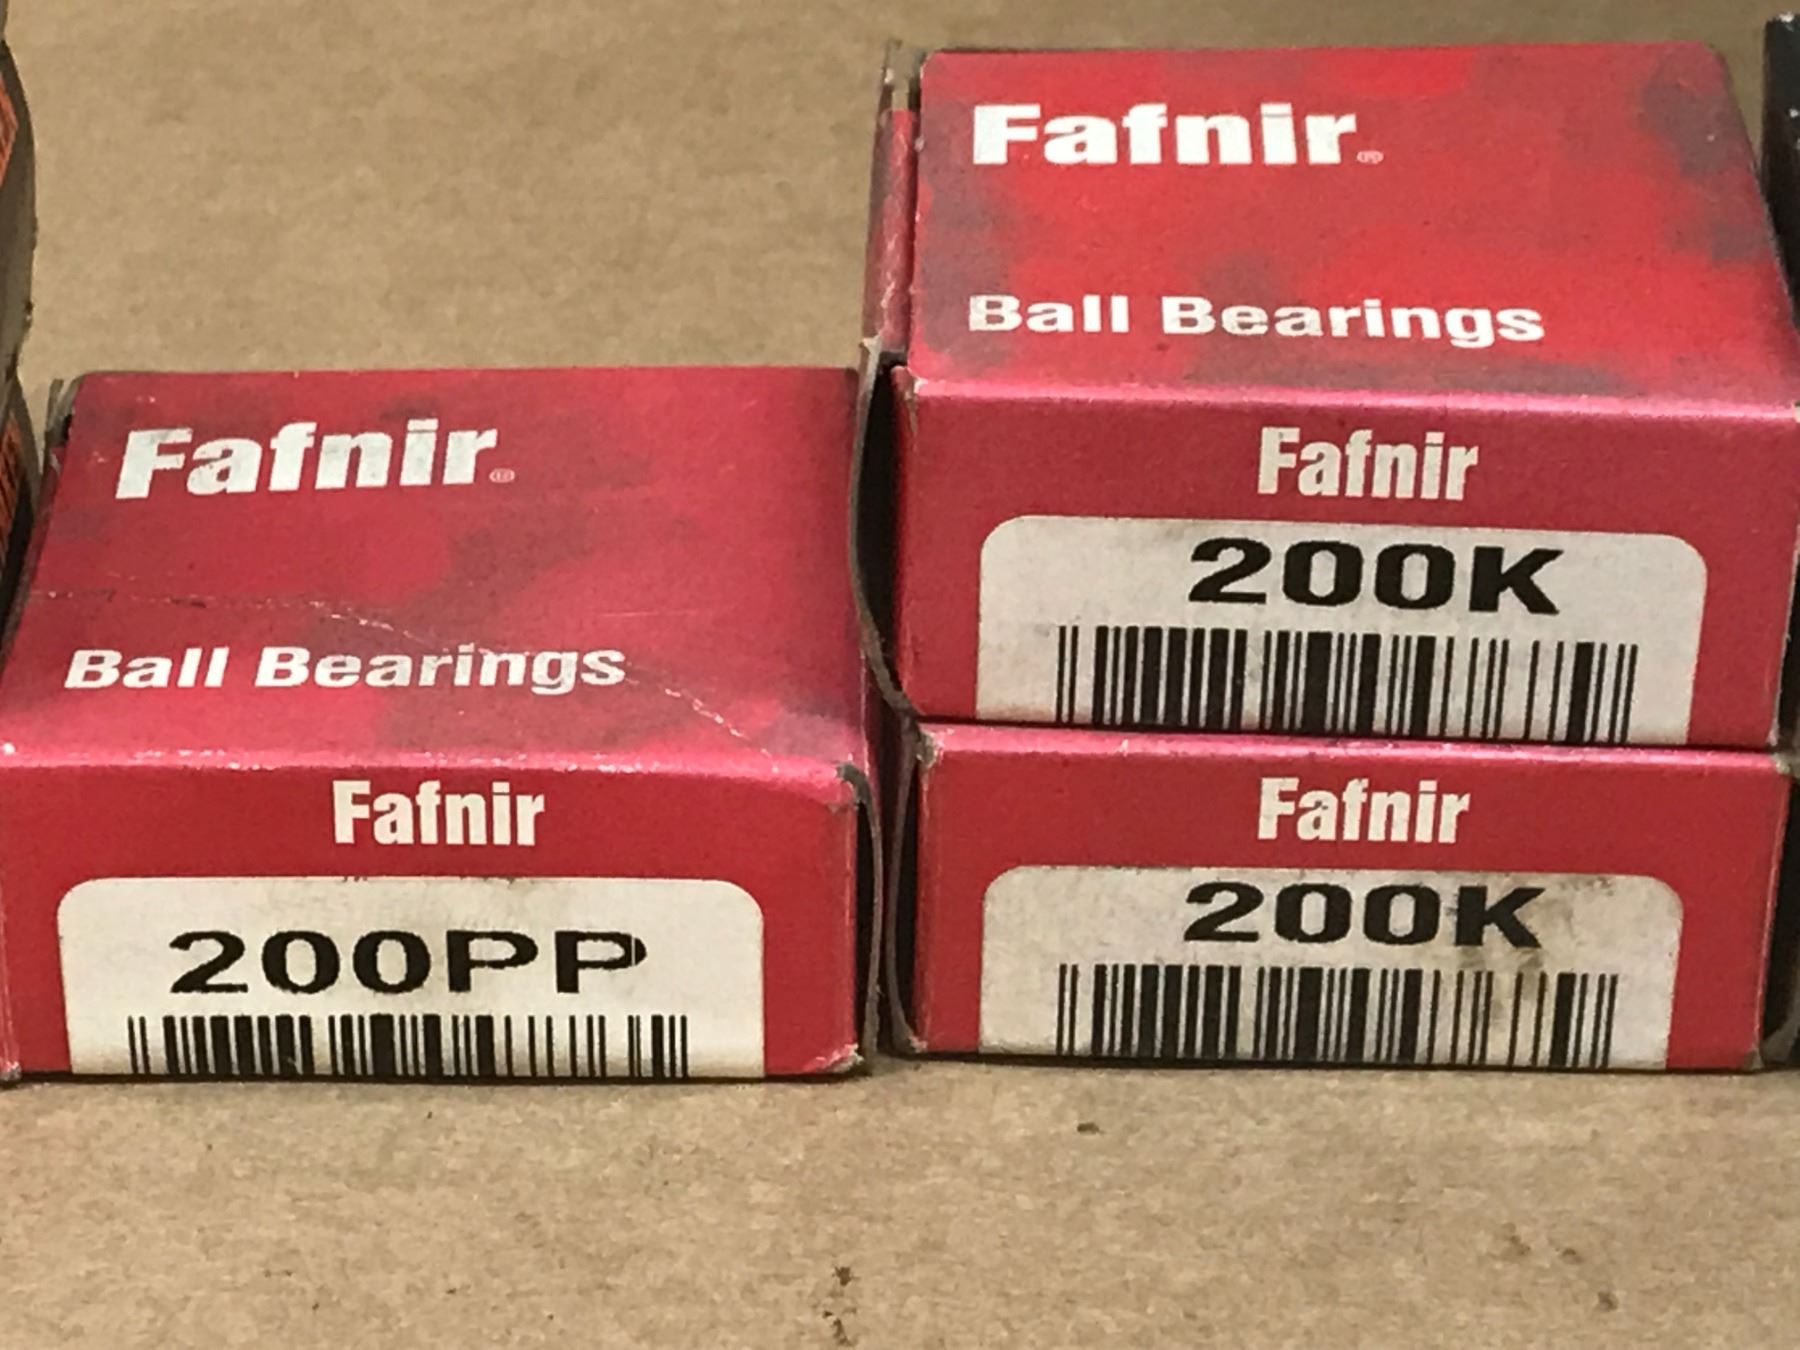 Fafnir®
Ball Bearings
Fafnir
200PP
Fafnir®
Ball Bearings
Fafnir
200K
Fafnir
200K